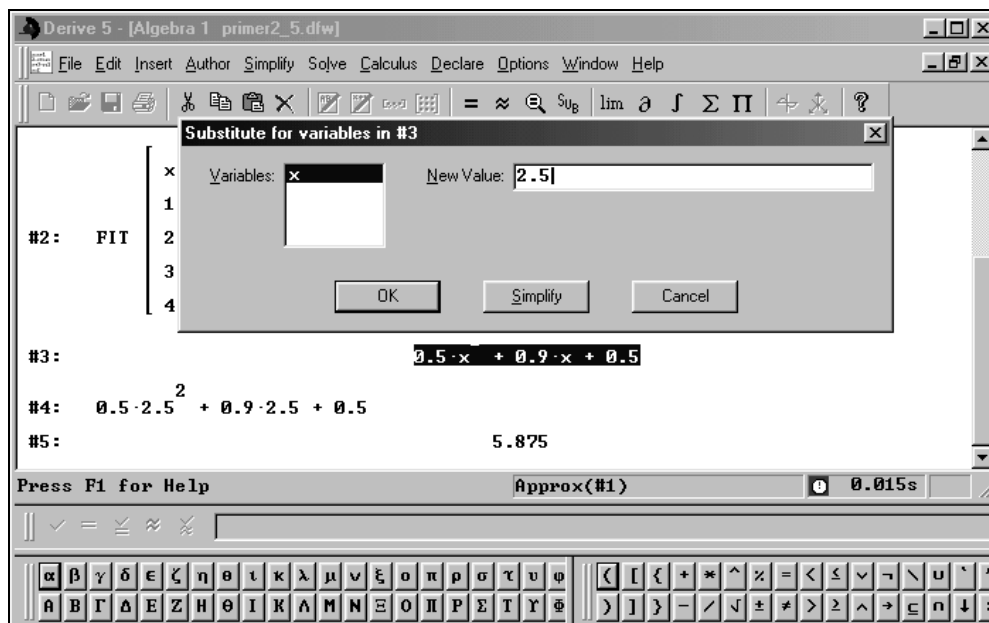 Derive 5 - [Algebra 1 primer2_5.dfw]
File Edit Insert Author Simplify Solve Calculus Declare Options Window Help
= ≈ SUB lim ∂ ∫ Σ Π ?
Substitute for variables in #3
Variables: x New Value: 2.5
x
1
#2: FIT 2
3
4
OK Simplify Cancel
#3: 0.5·x + 0.9·x + 0.5
#4: 0.5·2.5² + 0.9·2.5 + 0.5
#5: 5.875
Press F1 for Help Approx(#1) 0.015s
α β γ δ ε ζ η θ ι κ λ μ ν ξ ο π ρ σ τ υ φ ( [ { + * ^ % = < ≤ ∨ ¬ \ ∪ `
Α Β Γ Δ Ε Ζ Η Θ Ι Κ Λ Μ Ν Ξ Ο Π Ρ Σ Τ Υ Φ ) ] } - / √ ± ≠ > ≥ ∧ → ⊆ ∩ ↓